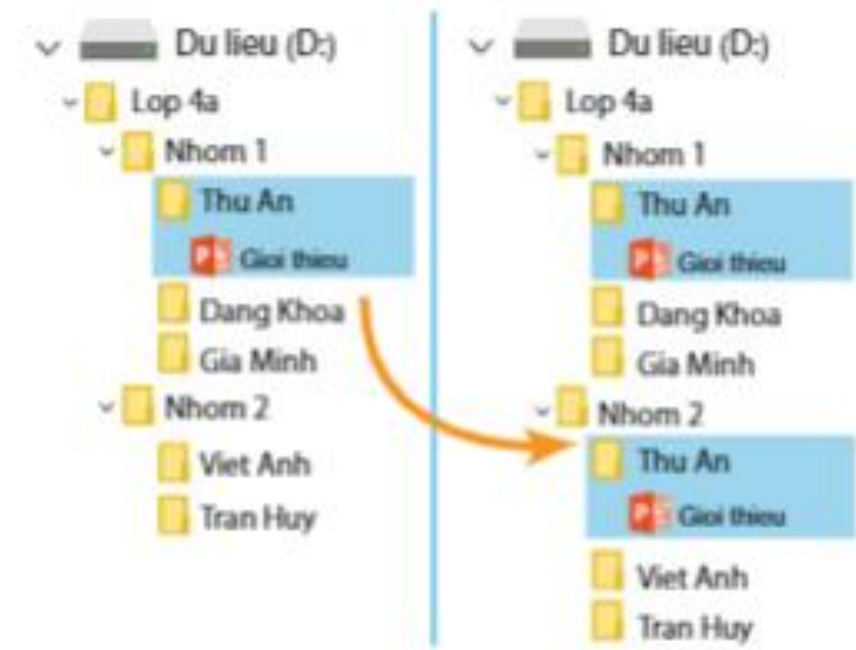 Du lieu (D:)
Lop 4a
Nhom 1
Thu An
Gioi thieu
Dang Khoa
Gia Minh
Nhom 2
Viet Anh
Tran Huy
Du lieu (D:)
Lop 4a
Nhom 1
Thu An
Gioi thieu
Dang Khoa
Gia Minh
Nhom 2
Thu An
Gioi thieu
Viet Anh
Tran Huy